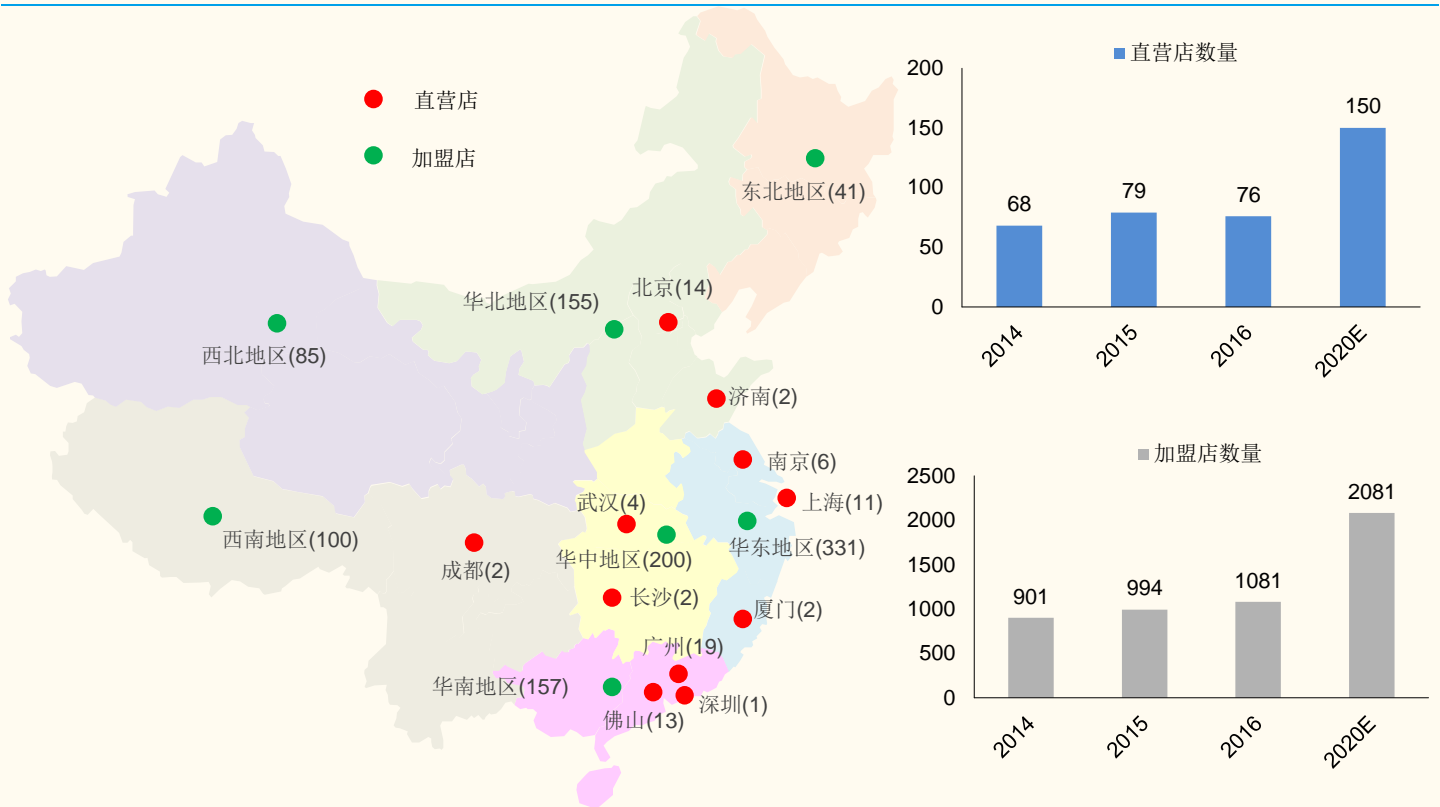 直营店
加盟店
东北地区(41)
华北地区(155)
北京(14)
西北地区(85)
济南(2)
南京(6)
武汉(4)
上海(11)
西南地区(100)
华东地区(331)
华中地区(200)
成都(2)
长沙(2)
厦门(2)
广州(19)
华南地区(157)
深圳(1)
佛山(13)
直营店数量
200
150
100
50
0
68
79
76
150
2014
2015
2016
2020E
加盟店数量
2500
2000
1500
1000
500
0
901
994
1081
2081
2014
2015
2016
2020E